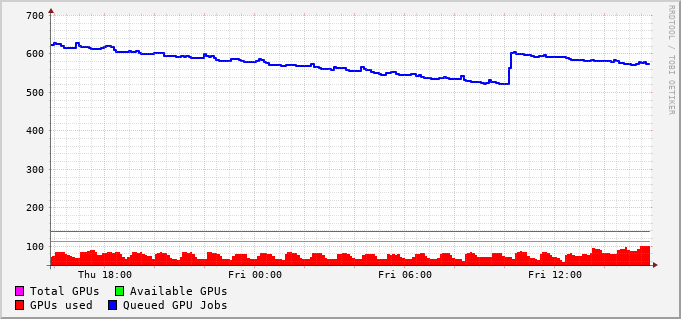 700
600
500
400
300
200
100
Thu 18:00 Fri 00:00 Fri 06:00 Fri 12:00
Total GPUs Available GPUs
GPUs used Queued GPU Jobs
RRDTOOL / TOBI OETIKER